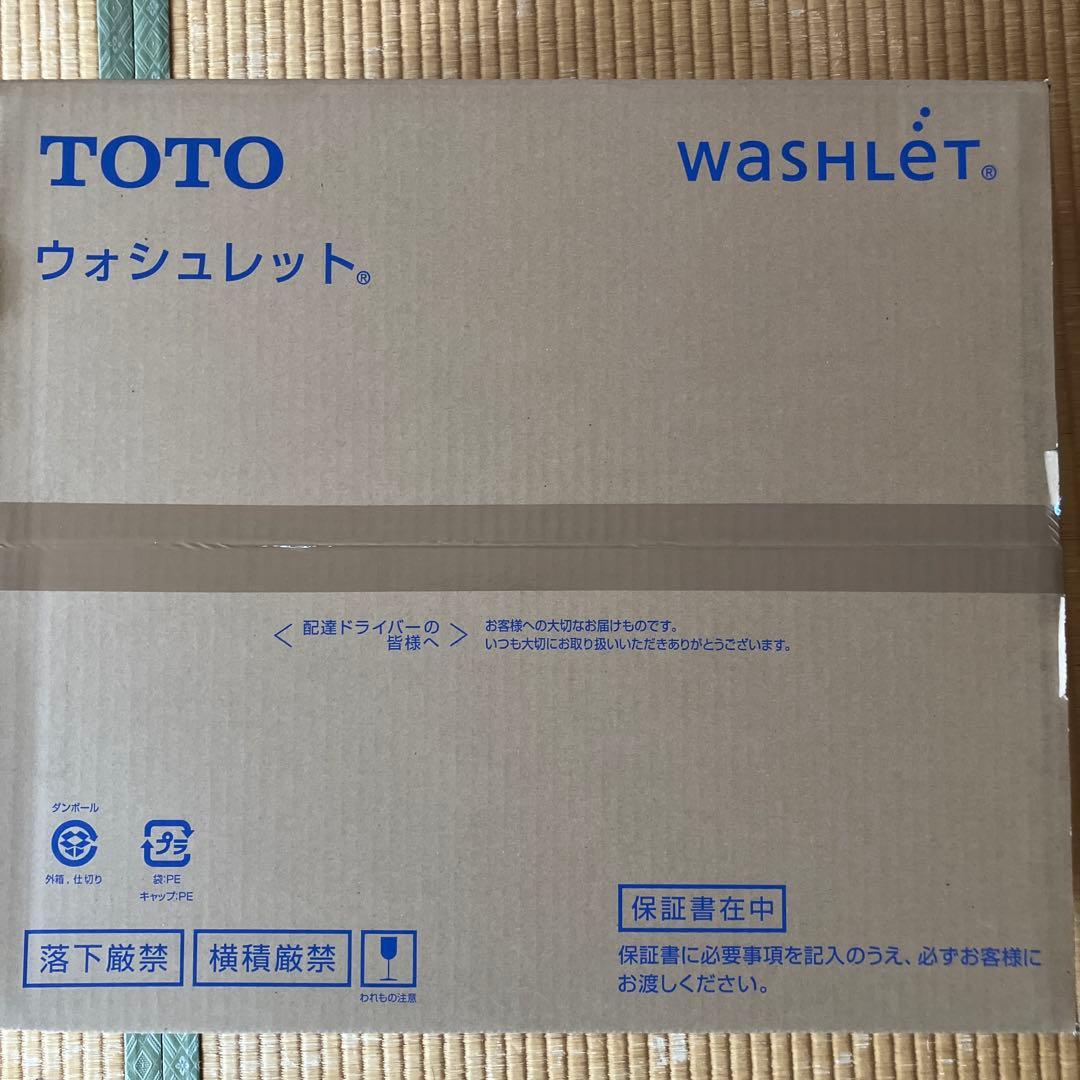 TOTO
WASHLET®
ウォシュレット®
＜配達ドライバーの
皆様へ＞
お客様への大切なお届けものです。
いつも大切にお取り扱いいただきありがとうございます。
ダンボール
外箱，仕切り
プラ
袋:PE
キャップ:PE
落下厳禁
横積厳禁
われもの注意
保証書在中
保証書に必要事項を記入のうえ、必ずお客様に
お渡しください。